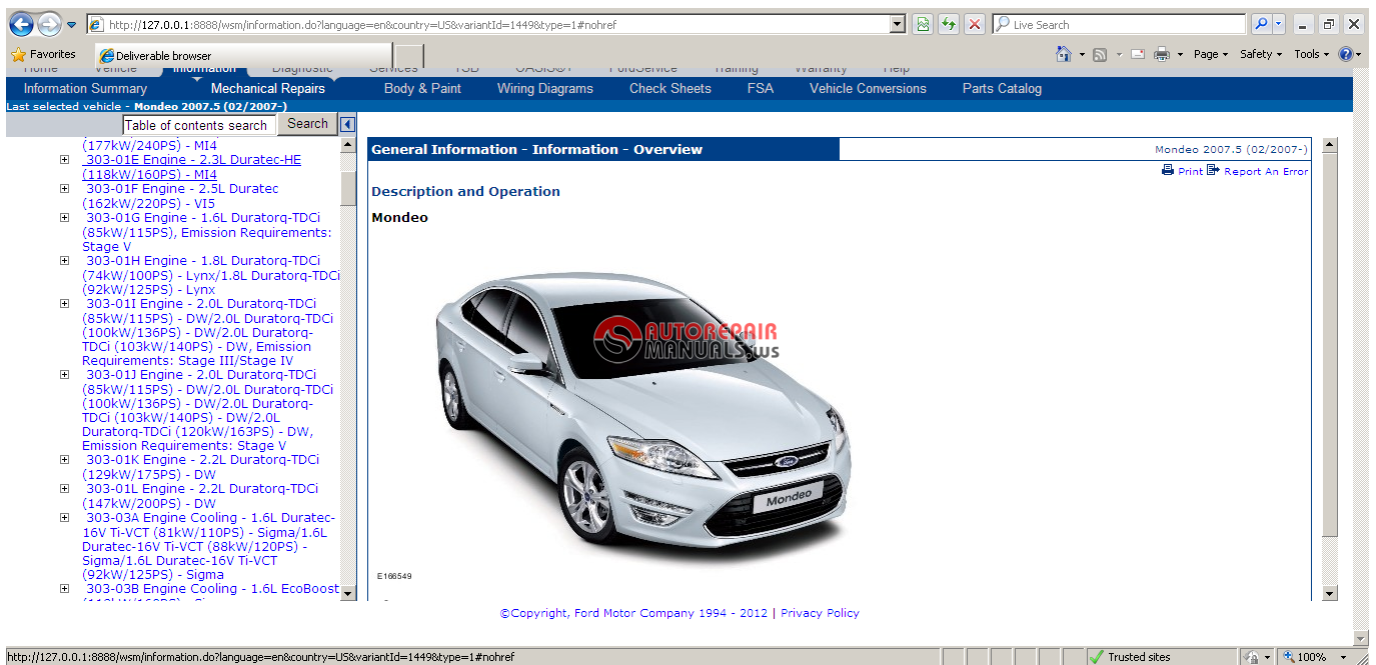 http://127.0.0.1:8888/wsm/information.do?language=en&country=US&variantId=1449&type=1#nohref
Live Search
Favorites
Deliverable browser
Page
Safety
Tools
Home Vehicle Information Diagnostic Services TSB OASIS®+ FordService Training Warranty Help
Information Summary Mechanical Repairs Body & Paint Wiring Diagrams Check Sheets FSA Vehicle Conversions Parts Catalog
Last selected vehicle - Mondeo 2007.5 (02/2007-)
Table of contents search Search
(177kW/240PS) - MI4
303-01E Engine - 2.3L Duratec-HE
(118kW/160PS) - MI4
303-01F Engine - 2.5L Duratec
(162kW/220PS) - VI5
303-01G Engine - 1.6L Duratorq-TDCi
(85kW/115PS), Emission Requirements:
Stage V
303-01H Engine - 1.8L Duratorq-TDCi
(74kW/100PS) - Lynx/1.8L Duratorq-TDCi
(92kW/125PS) - Lynx
303-01I Engine - 2.0L Duratorq-TDCi
(85kW/115PS) - DW/2.0L Duratorq-TDCi
(100kW/136PS) - DW/2.0L Duratorq-
TDCi (103kW/140PS) - DW, Emission
Requirements: Stage III/Stage IV
303-01J Engine - 2.0L Duratorq-TDCi
(85kW/115PS) - DW/2.0L Duratorq-TDCi
(100kW/136PS) - DW/2.0L Duratorq-
TDCi (103kW/140PS) - DW/2.0L
Duratorq-TDCi (120kW/163PS) - DW,
Emission Requirements: Stage V
303-01K Engine - 2.2L Duratorq-TDCi
(129kW/175PS) - DW
303-01L Engine - 2.2L Duratorq-TDCi
(147kW/200PS) - DW
303-03A Engine Cooling - 1.6L Duratec-
16V Ti-VCT (81kW/110PS) - Sigma/1.6L
Duratec-16V Ti-VCT (88kW/120PS) -
Sigma/1.6L Duratec-16V Ti-VCT
(92kW/125PS) - Sigma
303-03B Engine Cooling - 1.6L EcoBoost
General Information - Information - Overview
Mondeo 2007.5 (02/2007-)
Print Report An Error
Description and Operation
Mondeo
AUTOREPAIR
MANUALS.WS
Ford
Mondeo
E166549
©Copyright, Ford Motor Company 1994 - 2012 | Privacy Policy
http://127.0.0.1:8888/wsm/information.do?language=en&country=US&variantId=1449&type=1#nohref
Trusted sites
100%